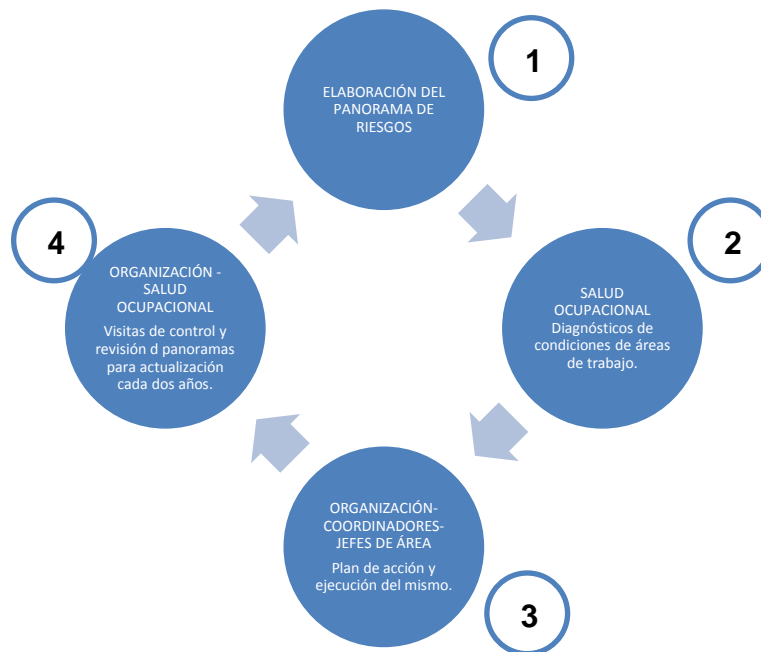 1
ELABORACIÓN DEL
PANORAMA DE
RIESGOS
2
SALUD
OCUPACIONAL
Diagnósticos de
condiciones de áreas
de trabajo.
3
ORGANIZACIÓN-
COORDINADORES-
JEFES DE ÁREA
Plan de acción y
ejecución del mismo.
4
ORGANIZACIÓN -
SALUD
OCUPACIONAL
Visitas de control y
revisión d panoramas
para actualización
cada dos años.